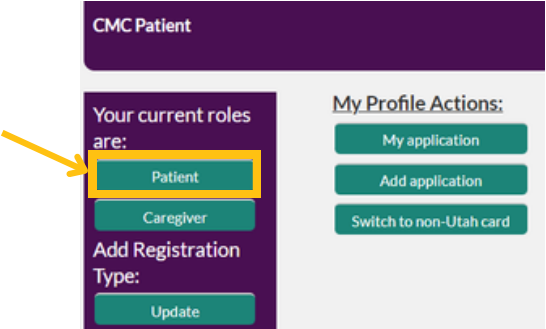 CMC Patient
Your current roles
are:
Patient
Caregiver
Add Registration
Type:
Update
My Profile Actions:
My application
Add application
Switch to non-Utah card